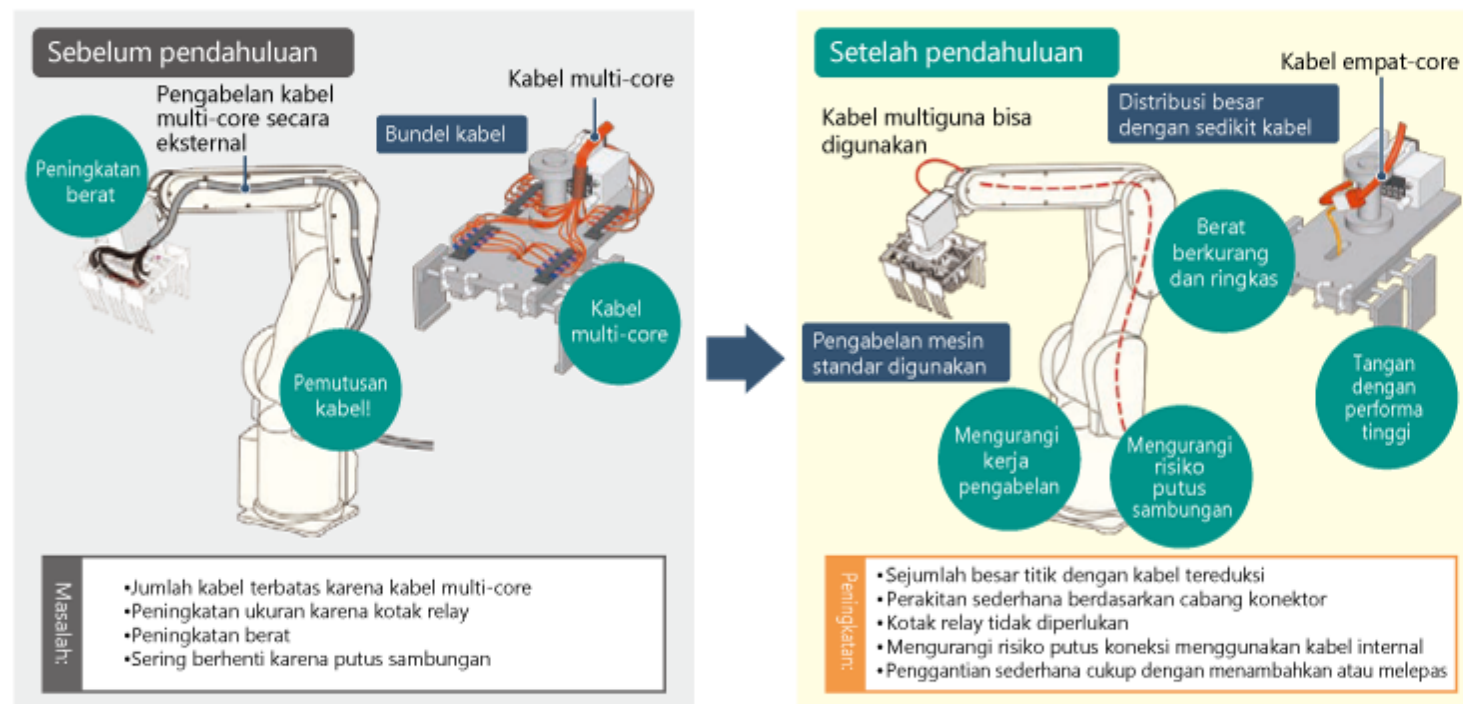 Sebelum pendahuluan
Pengabelan kabel
multi-core secara
eksternal
Kabel multi-core
Bundel kabel
Peningkatan
berat
Kabel
multi-core
Pemutusan
kabel!
Masalah:
•Jumlah kabel terbatas karena kabel multi-core
•Peningkatan ukuran karena kotak relay
•Peningkatan berat
•Sering berhenti karena putus sambungan
Setelah pendahuluan
Kabel empat-core
Kabel multiguna bisa
digunakan
Distribusi besar
dengan sedikit kabel
Berat
berkurang
dan ringkas
Pengabelan mesin
standar digunakan
Tangan
dengan
performa
tinggi
Mengurangi
kerja
pengabelan
Mengurangi
risiko
putus
sambungan
Peningkatan:
•Sejumlah besar titik dengan kabel tereduksi
•Perakitan sederhana berdasarkan cabang konektor
•Kotak relay tidak diperlukan
•Mengurangi risiko putus koneksi menggunakan kabel internal
•Penggantian sederhana cukup dengan menambahkan atau melepas